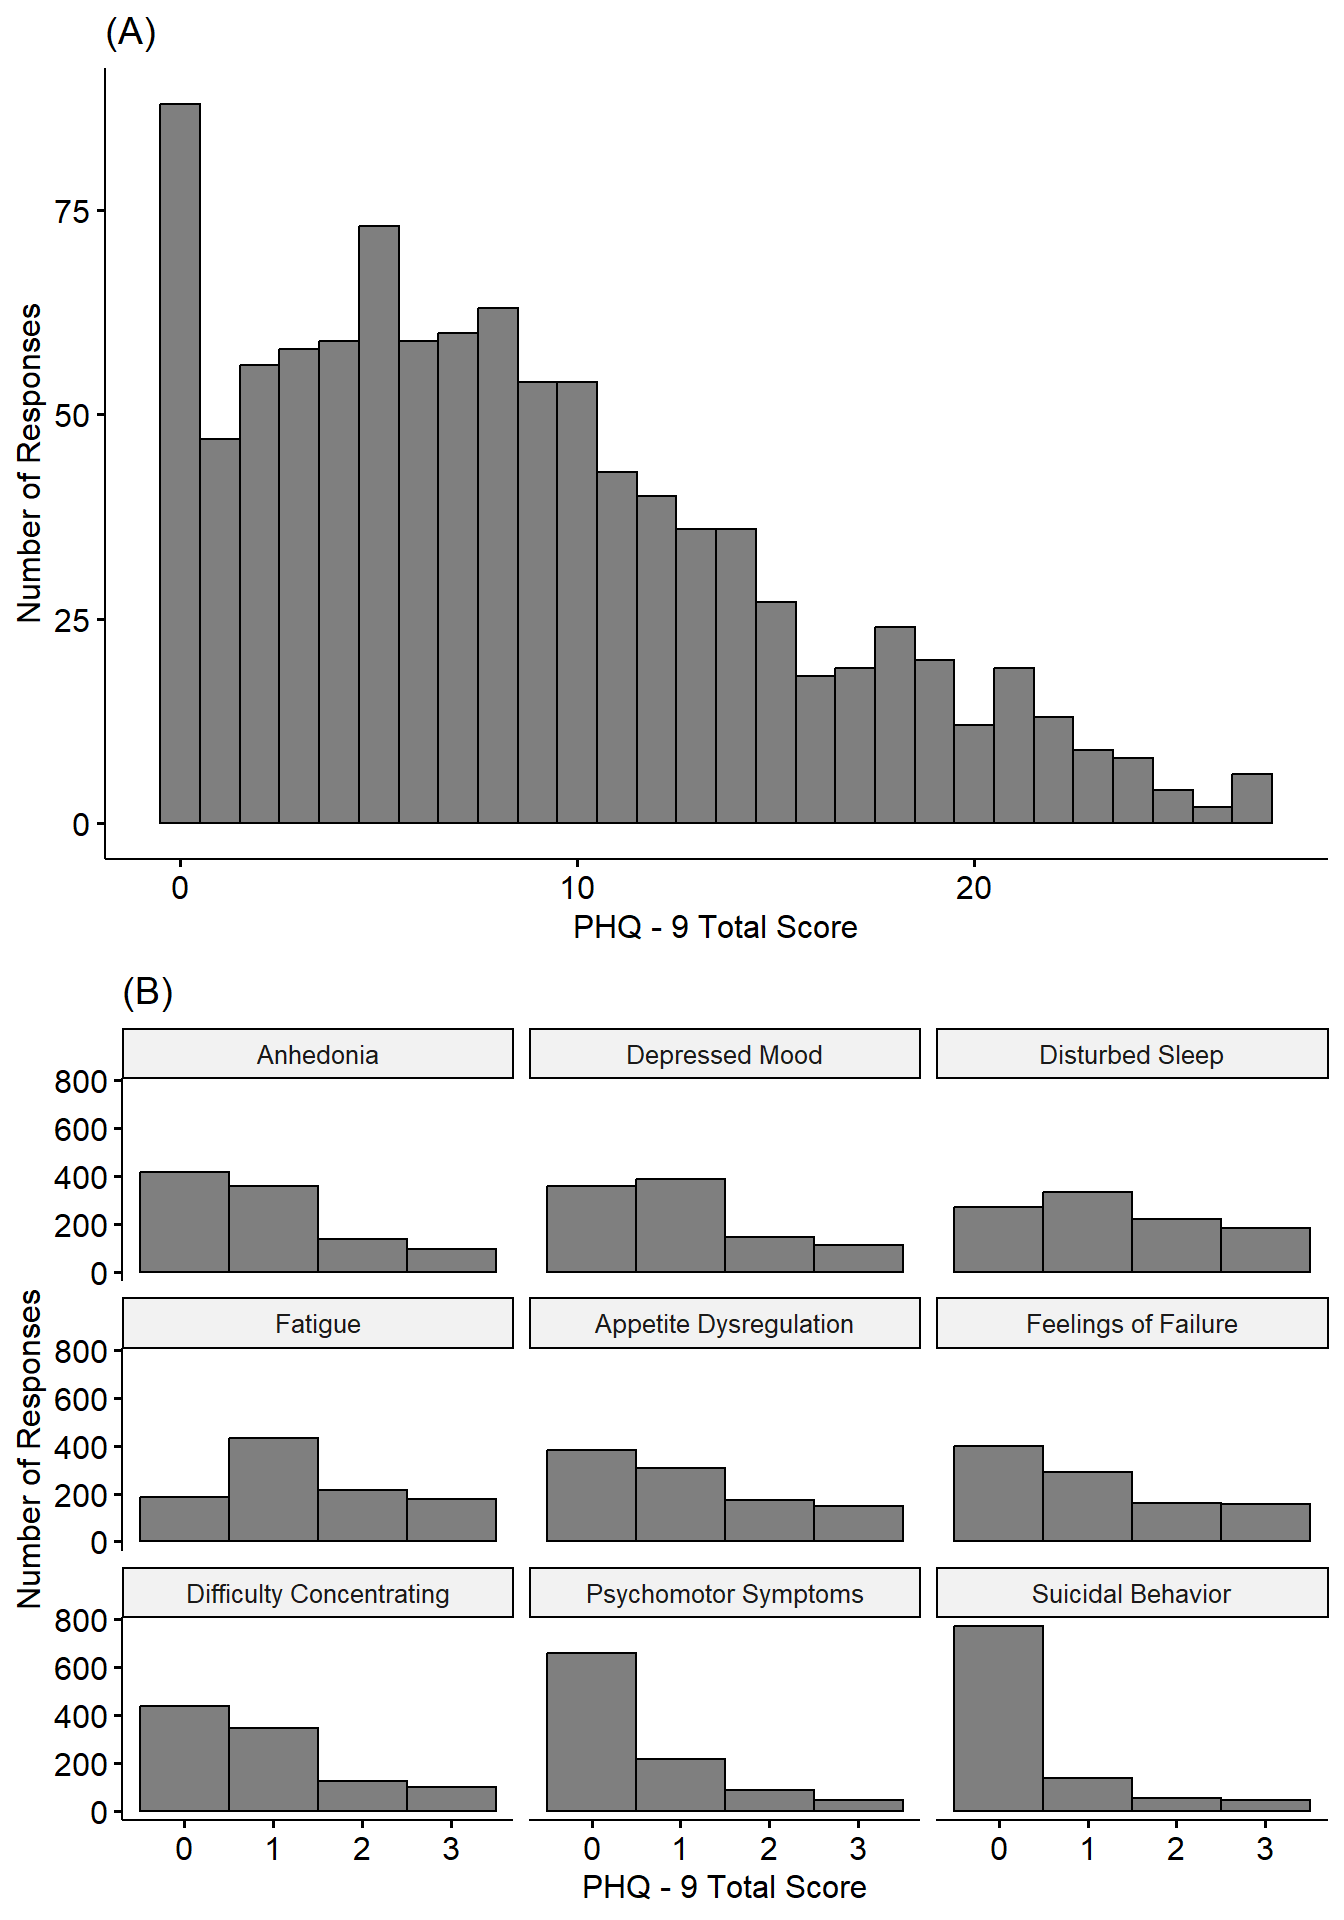 (A)
Number of Responses
75
50
25
0
0 10 20
PHQ - 9 Total Score
(B)
Number of Responses
Anhedonia Depressed Mood Disturbed Sleep
800
600
400
200
0
Fatigue Appetite Dysregulation Feelings of Failure
800
600
400
200
0
Difficulty Concentrating Psychomotor Symptoms Suicidal Behavior
800
600
400
200
0
0 1 2 3 0 1 2 3 0 1 2 3
PHQ - 9 Total Score